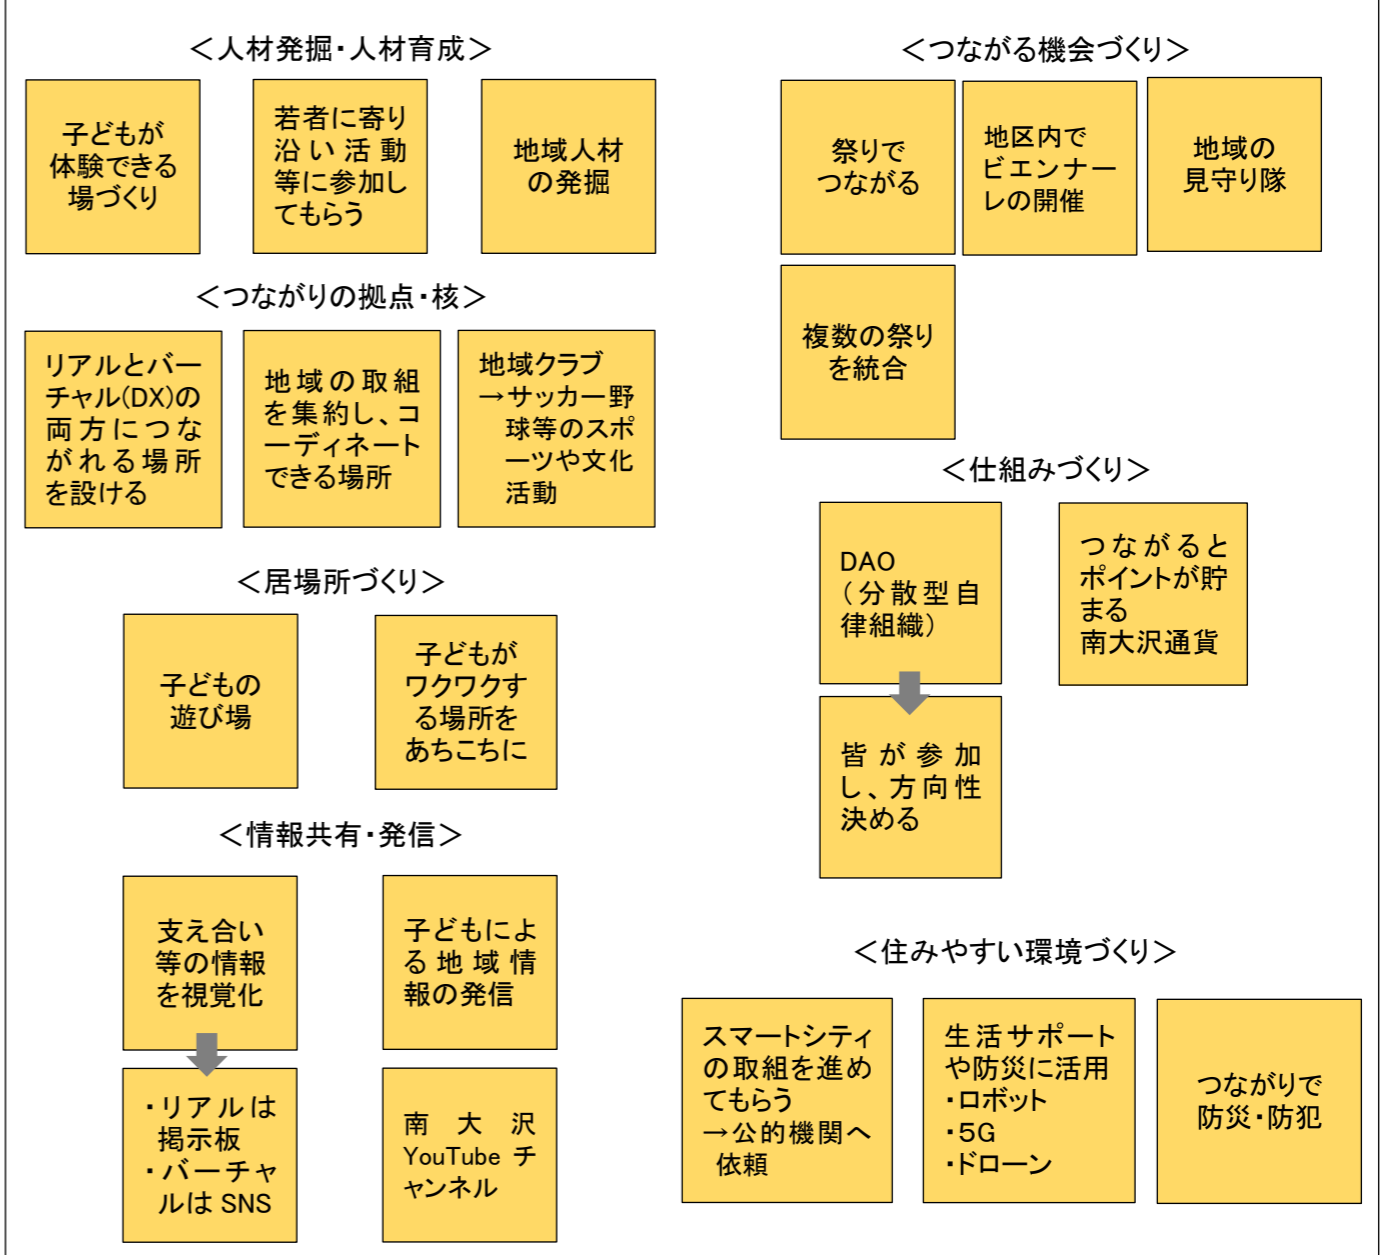 ＜人材発掘・人材育成＞
子どもが
体験できる
場づくり
若者に寄り
沿い活動
等に参加し
てもらう
地域人材
の発掘
＜つながりの拠点・核＞
リアルとバー
チャル(DX)の
両方につな
がれる場所
を設ける
地域の取組
を集約し、コ
ーディネート
できる場所
地域クラブ
→サッカー野
球等のスポ
ーツや文化
活動
＜居場所づくり＞
子どもの
遊び場
子どもが
ワクワクす
る場所を
あちこちに
＜情報共有・発信＞
支え合い
等の情報
を視覚化
・リアルは
掲示板
・バーチャ
ルは SNS
子どもによ
る地域情
報の発信
南大沢
YouTube チ
ャンネル
＜つながる機会づくり＞
祭りで
つながる
地区内で
ビエンナー
レの開催
地域の
見守り隊
複数の祭り
を統合
＜仕組みづくり＞
DAO
（分散型自
律組織）
皆が参加
し、方向性
決める
つながると
ポイントが貯
まる
南大沢通貨
＜住みやすい環境づくり＞
スマートシティ
の取組を進め
てもらう
→公的機関へ
依頼
生活サポート
や防災に活用
・ロボット
・5G
・ドローン
つながりで
防災・防犯